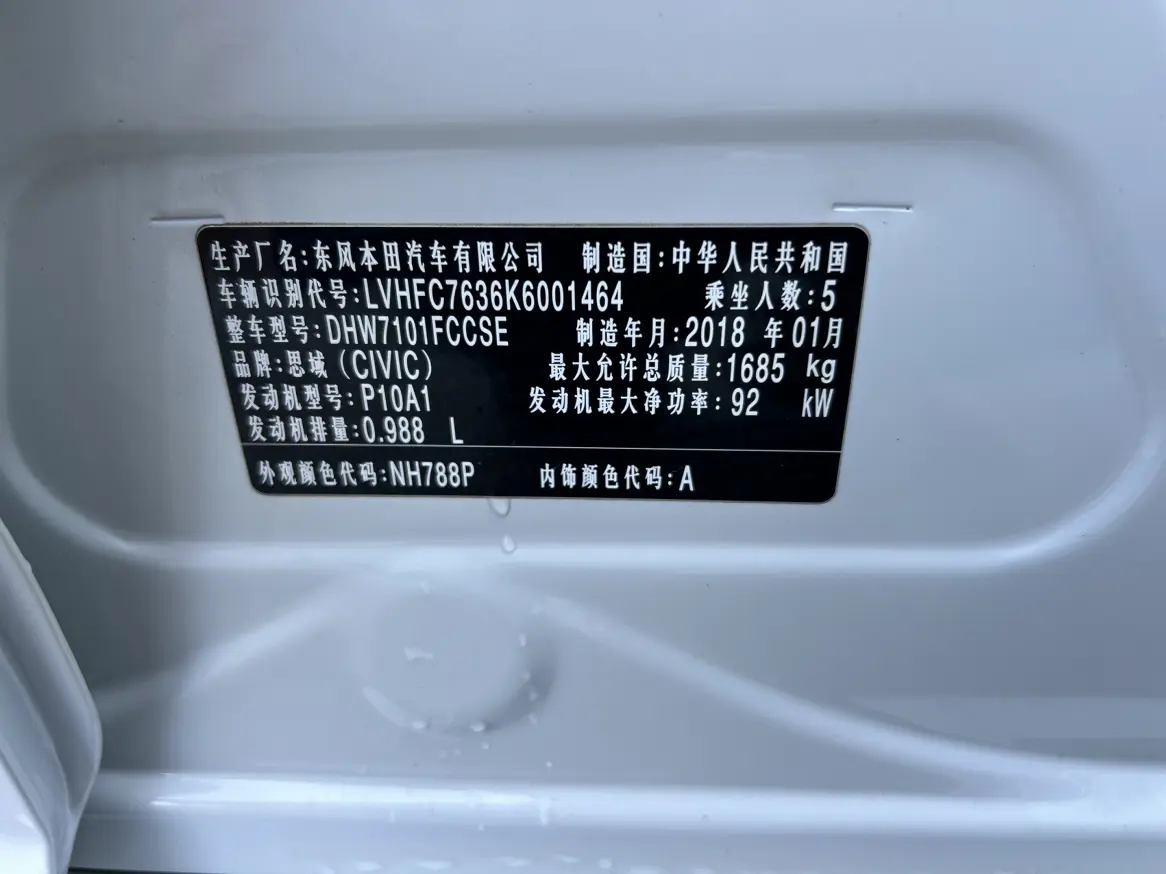 生产厂名:东风本田汽车有限公司 制造国:中华人民共和国
车辆识别代号:LVHFC7636K6001464 乘坐人数:5
整车型号:DHW7101FCCSE 制造年月:2018 年01月
品牌:思域(CIVIC) 最大允许总质量:1685 kg
发动机型号:P10A1 发动机最大净功率:92 kW
发动机排量:0.988 L
外观颜色代码:NH788P 内饰颜色代码:A